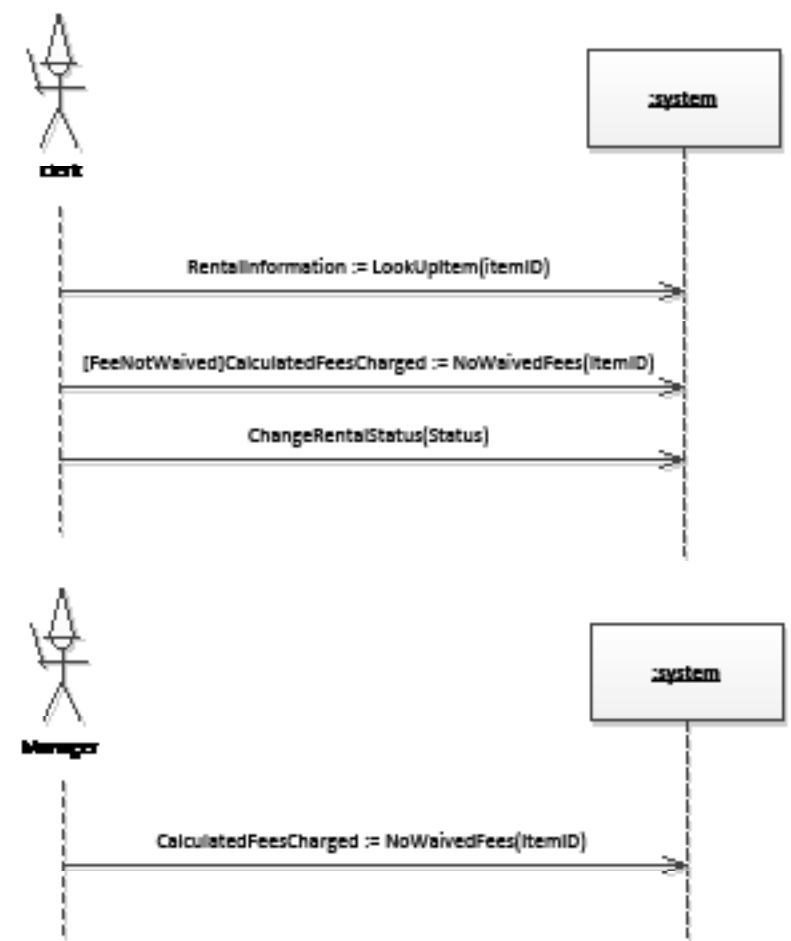 :system
clerk
RentalInformation := LookUpItem(itemID)
[FeeNotWaived]CalculatedFeesCharged := NoWaivedFees(ItemID)
ChangeRentalStatus(Status)
:system
Manager
CalculatedFeesCharged := NoWaivedFees(ItemID)